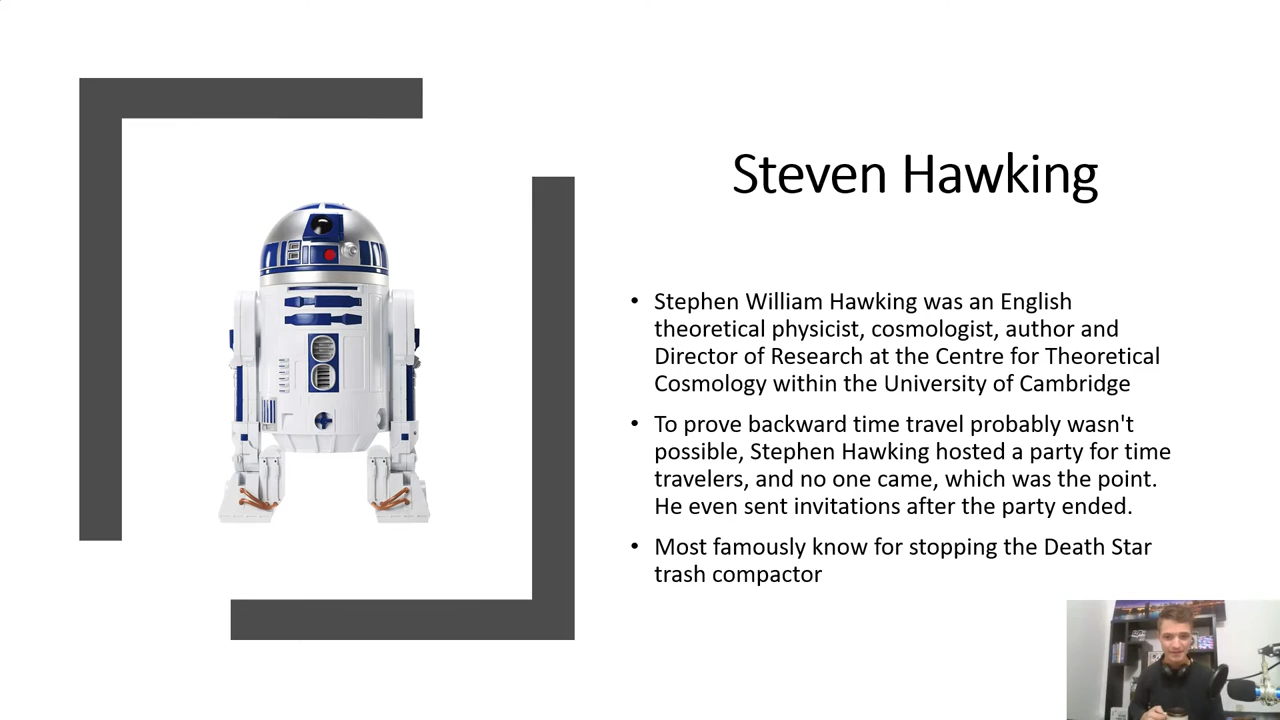 Steven Hawking
• Stephen William Hawking was an English
theoretical physicist, cosmologist, author and
Director of Research at the Centre for Theoretical
Cosmology within the University of Cambridge
• To prove backward time travel probably wasn't
possible, Stephen Hawking hosted a party for time
travelers, and no one came, which was the point.
He even sent invitations after the party ended.
• Most famously know for stopping the Death Star
trash compactor